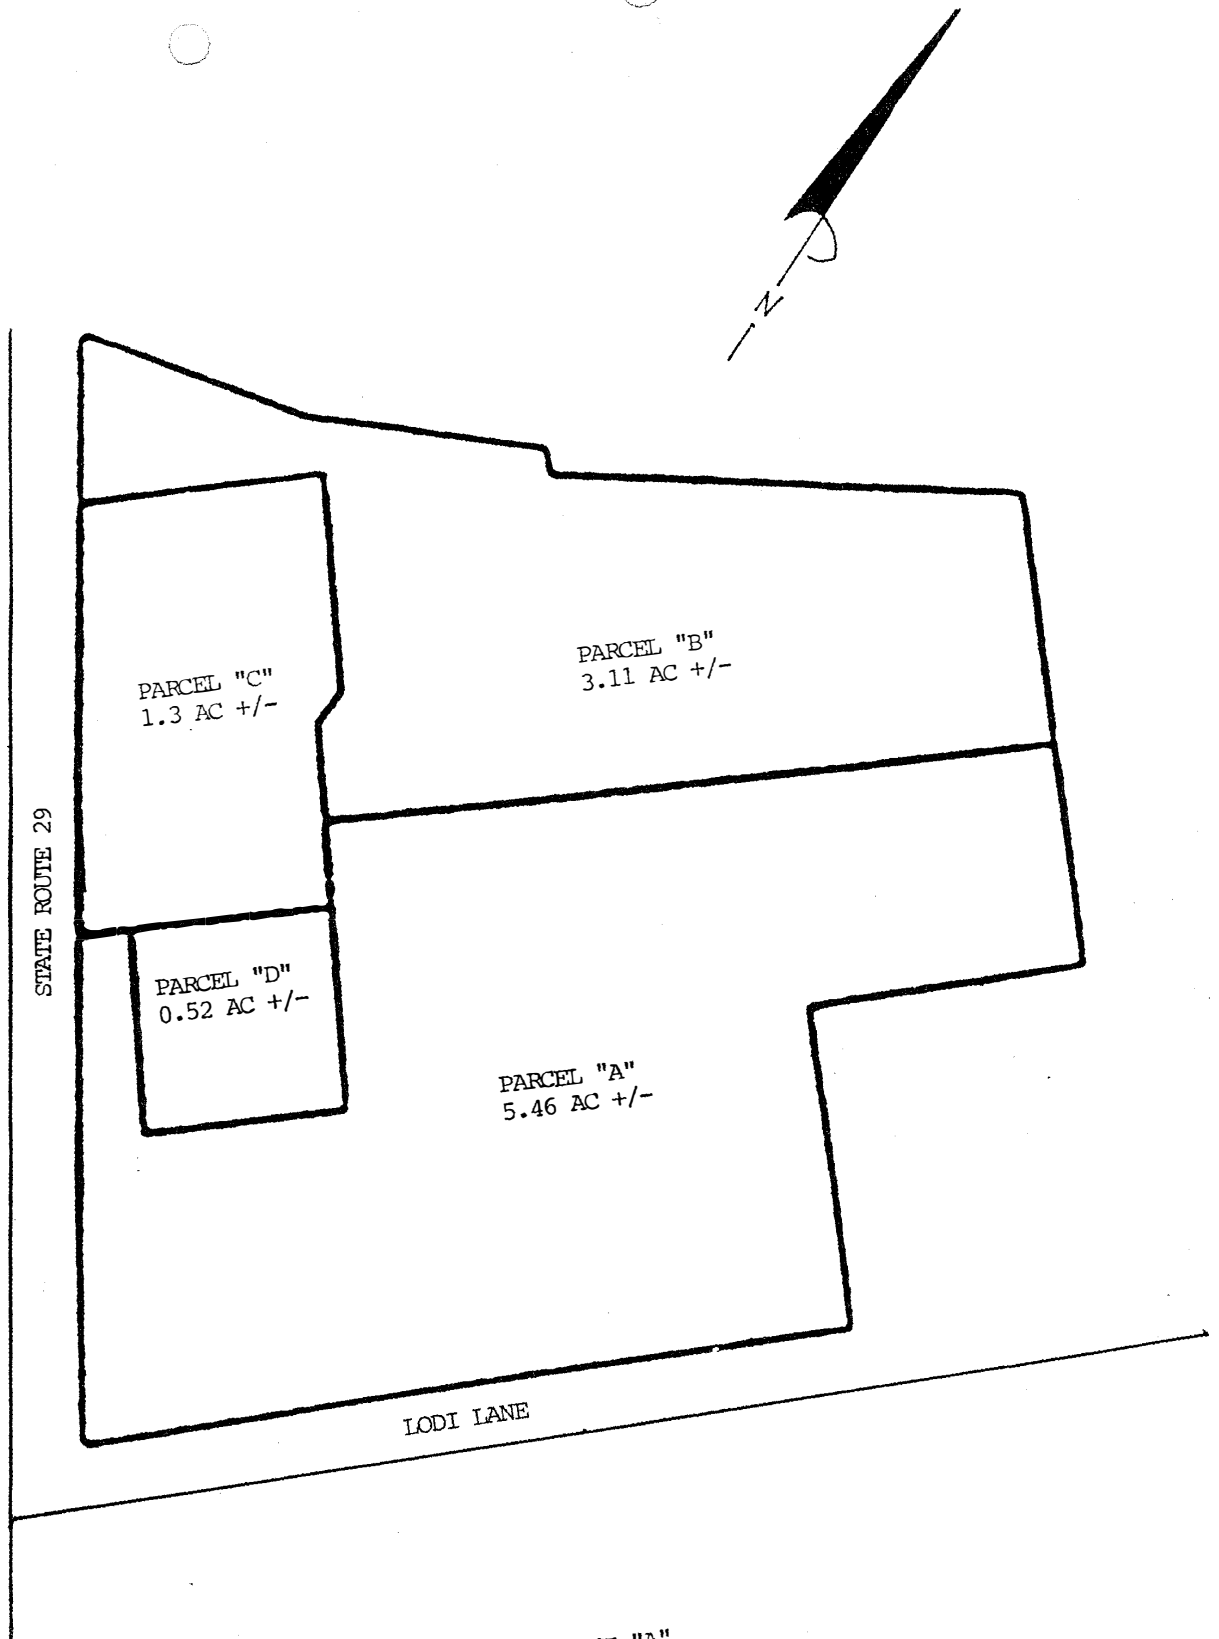 N
PARCEL "B"
3.11 AC +/-
PARCEL "C"
1.3 AC +/-
STATE ROUTE 29
PARCEL "D"
0.52 AC +/-
PARCEL "A"
5.46 AC +/-
LODI LANE
"A"